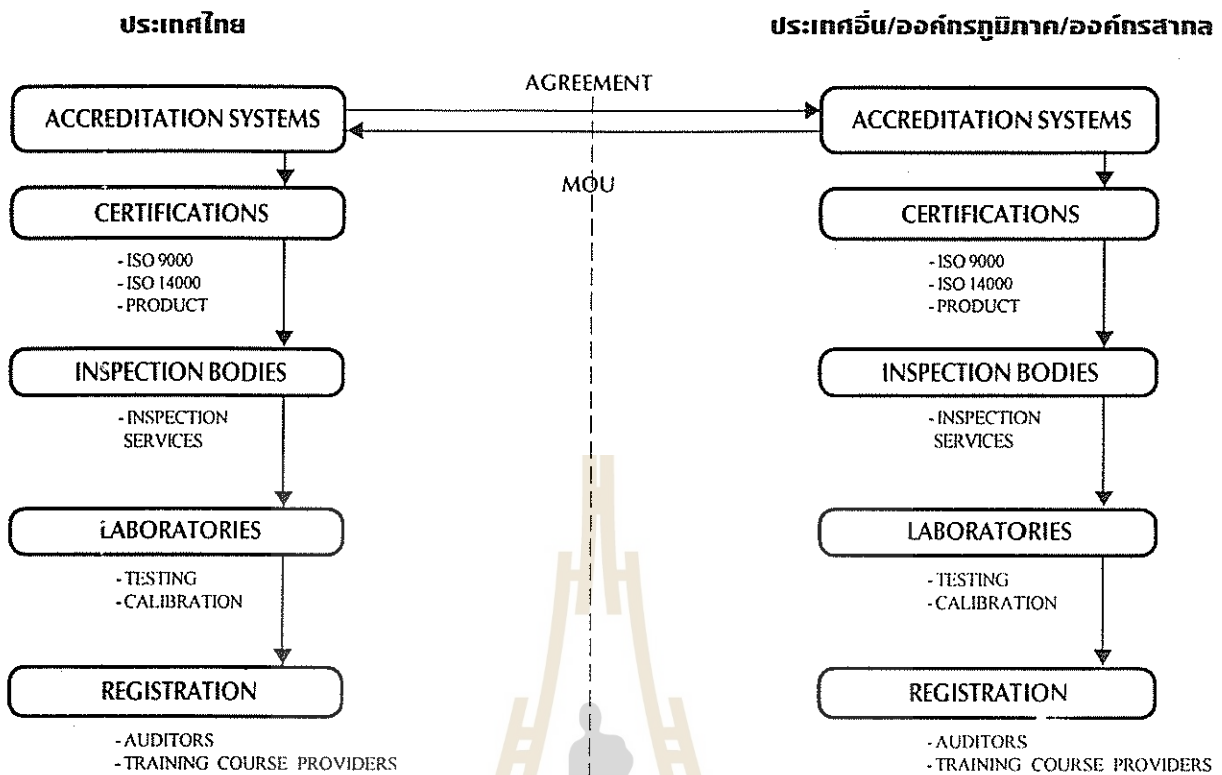 ประเทศไทย
ประเทศอื่น/องค์กรภูมิภาค/องค์กรสากล
AGREEMENT
MOU
ACCREDITATION SYSTEMS
CERTIFICATIONS
- ISO 9000
- ISO 14000
- PRODUCT
INSPECTION BODIES
- INSPECTION
SERVICES
LABORATORIES
- TESTING
- CALIBRATION
REGISTRATION
- AUDITORS
- TRAINING COURSE PROVIDERS
ACCREDITATION SYSTEMS
CERTIFICATIONS
- ISO 9000
- ISO 14000
- PRODUCT
INSPECTION BODIES
- INSPECTION
SERVICES
LABORATORIES
- TESTING
- CALIBRATION
REGISTRATION
- AUDITORS
- TRAINING COURSE PROVIDERS